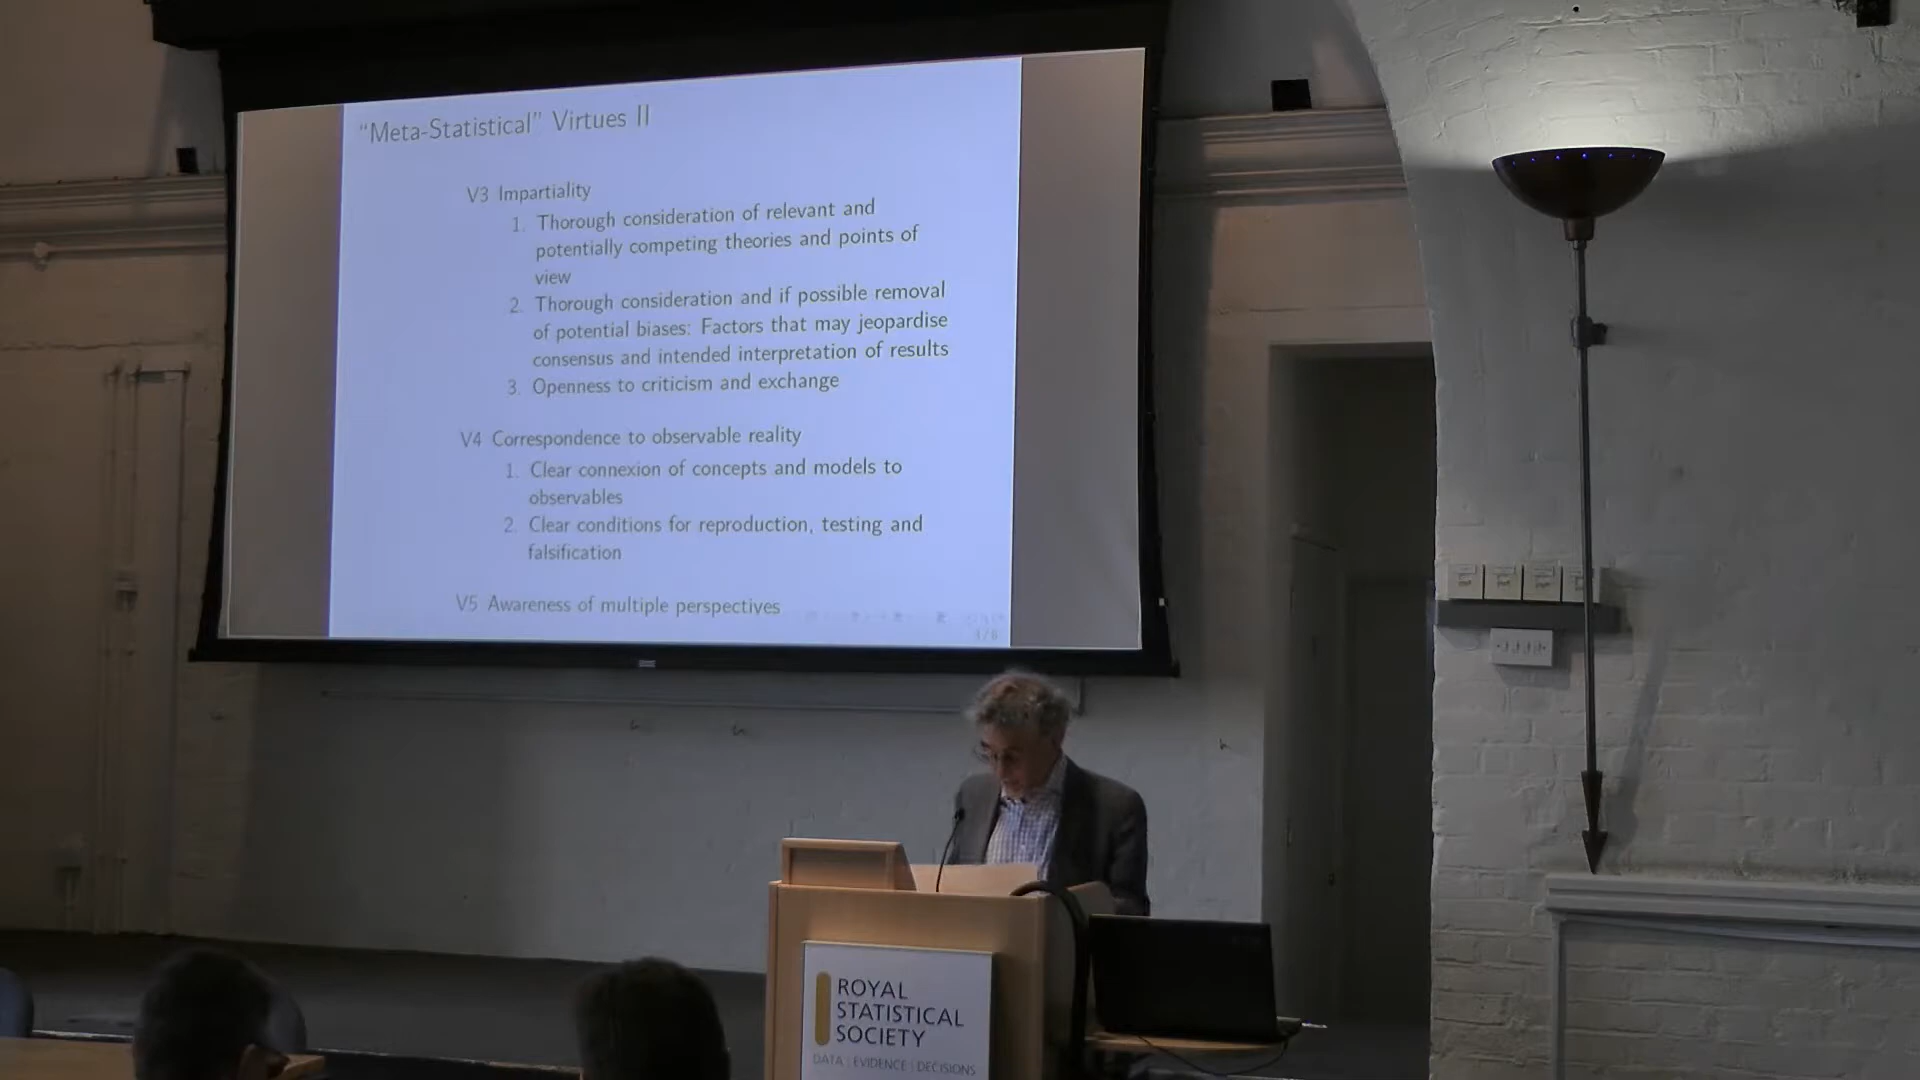 “Meta-Statistical” Virtues II
V3 Impartiality
1. Thorough consideration of relevant and
potentially competing theories and points of
view
2. Thorough consideration and if possible removal
of potential biases: Factors that may jeopardise
consensus and intended interpretation of results
3. Openness to criticism and exchange
V4 Correspondence to observable reality
1. Clear connexion of concepts and models to
observables
2. Clear conditions for reproduction, testing and
falsification
V5 Awareness of multiple perspectives
ROYAL
STATISTICAL
SOCIETY
DATA | EVIDENCE | DECISIONS